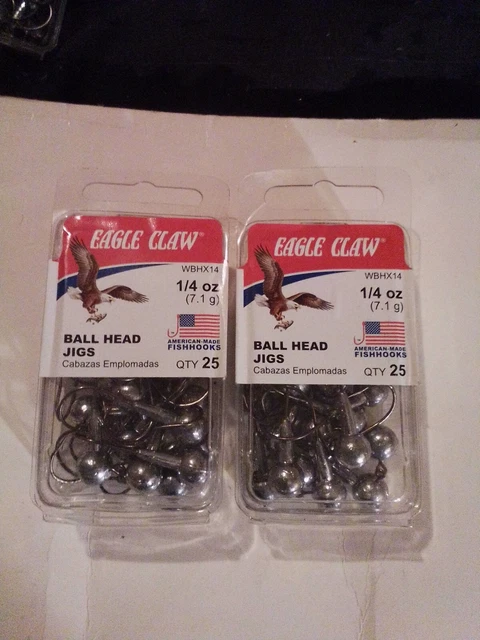 EAGLE CLAW®
WBHX14
1/4 oz
(7.1 g)
BALL HEAD
JIGS
Cabazas Emplomadas
AMERICAN-MADE
FISHHOOKS
QTY 25
EAGLE CLAW®
WBHX14
1/4 oz
(7.1 g)
BALL HEAD
JIGS
Cabazas Emplomadas
AMERICAN-MADE
FISHHOOKS
QTY 25